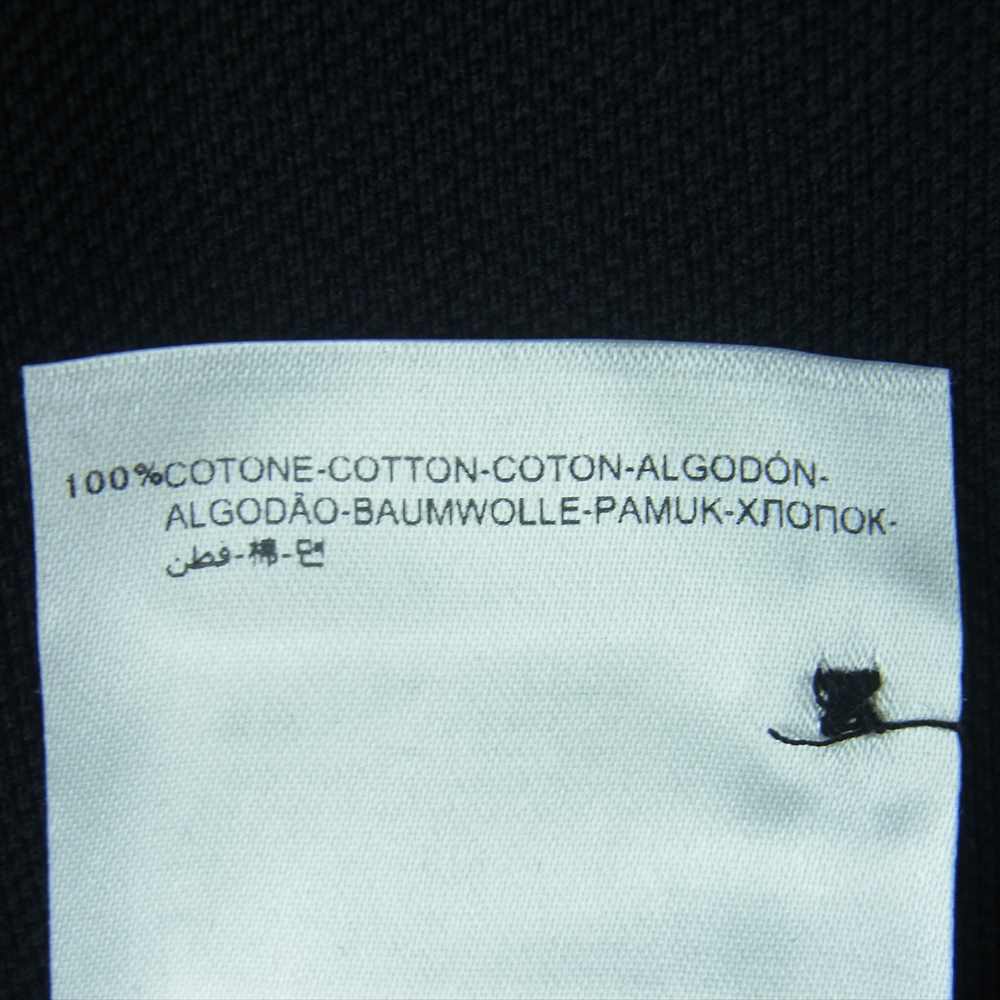 100%COTONE-COTTON-COTON-ALGODÓN-
ALGODÃO-BAUMWOLLE-PAMUK-ХЛОПОК-
قطن-棉-면